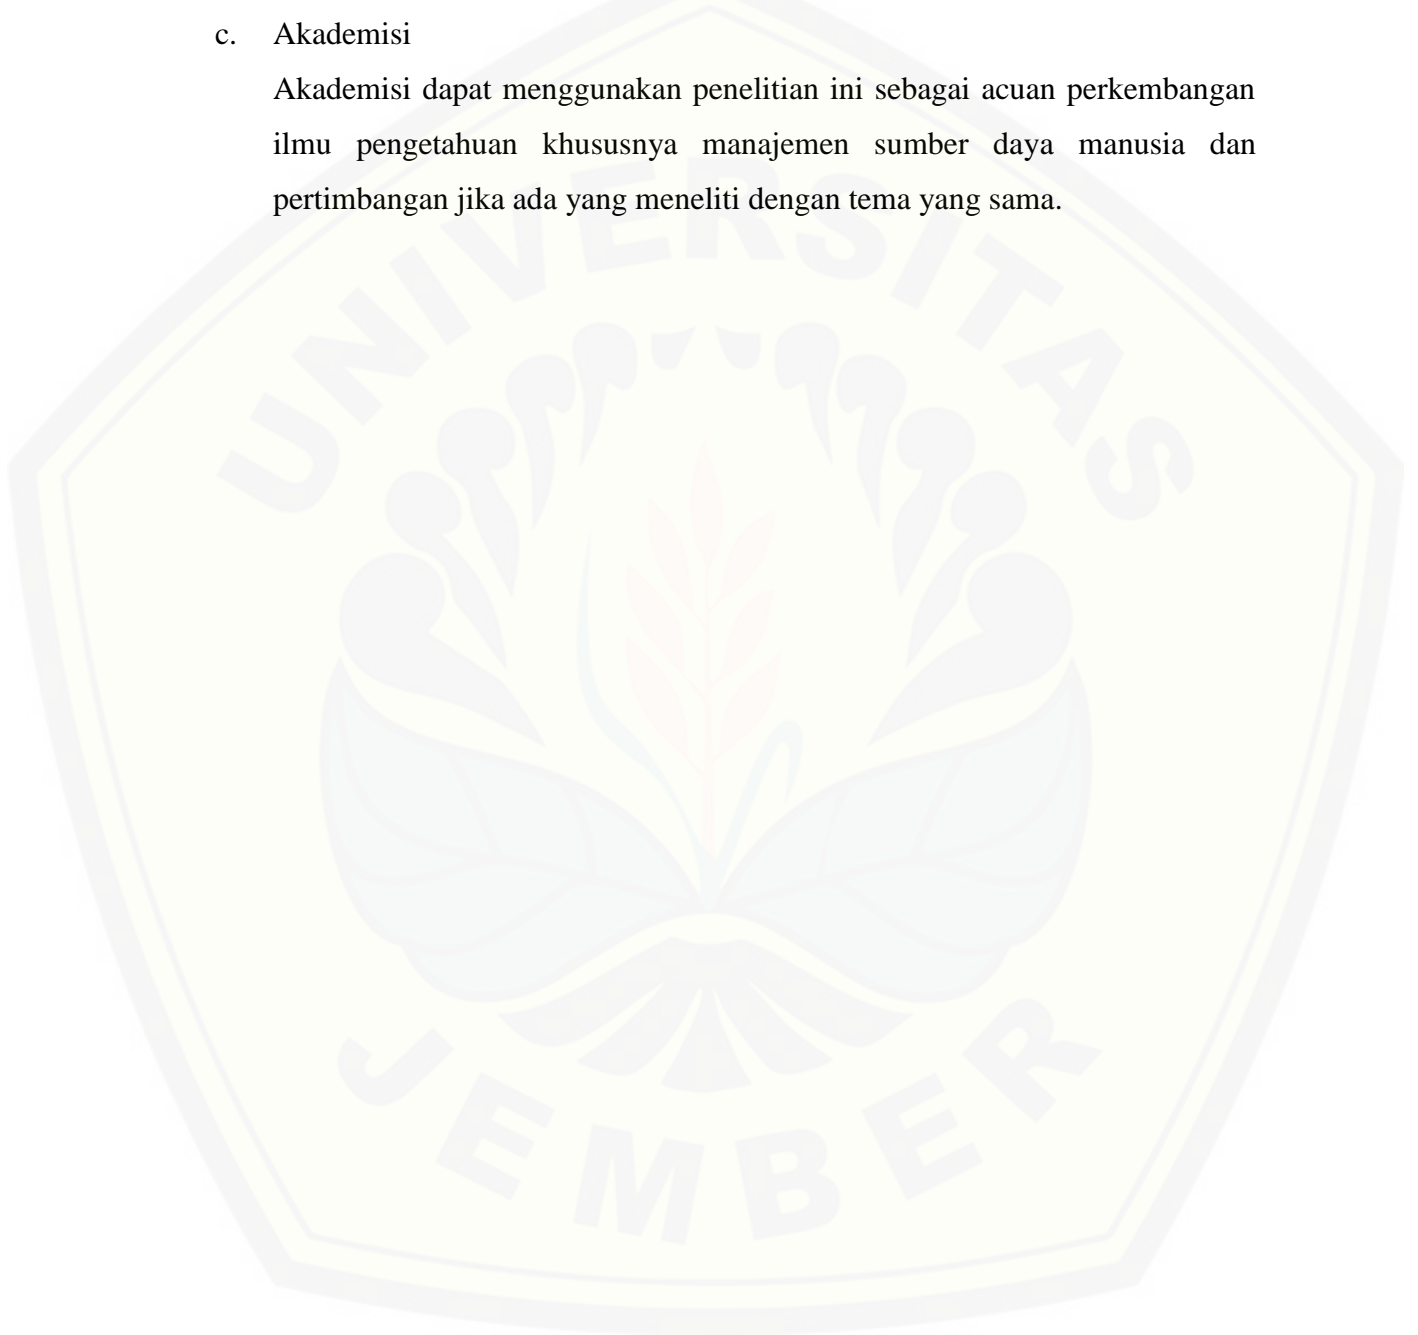 c. Akademisi
Akademisi dapat menggunakan penelitian ini sebagai acuan perkembangan
ilmu pengetahuan khususnya manajemen sumber daya manusia dan
pertimbangan jika ada yang meneliti dengan tema yang sama.
UNIVERSITAS
JEMBER